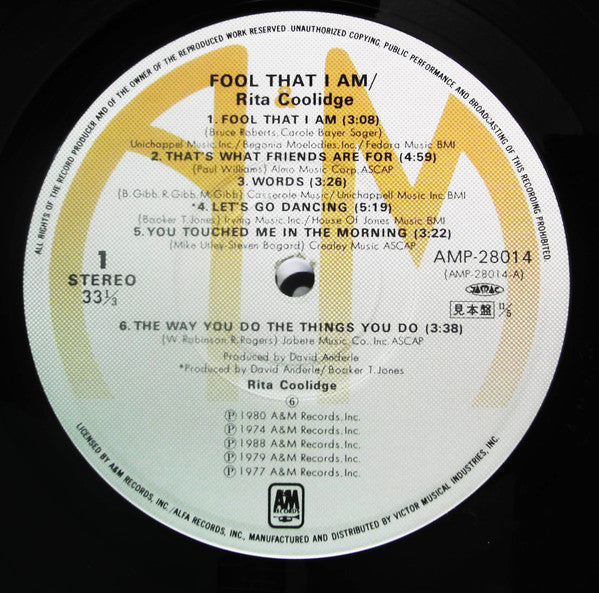 ALL RIGHTS OF THE RECORD PRODUCER AND OF THE OWNER OF THE REPRODUCED WORK RESERVED. UNAUTHORIZED COPYING, PUBLIC PERFORMANCE AND BROADCASTING OF THIS RECORDING PROHIBITED.
A&M
FOOL THAT I AM/
Rita Coolidge
1. FOOL THAT I AM (3:08)
(Bruce Roberts, Carole Bayer Sager)
Unichappel Music, Inc./Begonia Moelodies, Inc./Fedora Music BMI
2. THAT'S WHAT FRIENDS ARE FOR (4:59)
(Paul Williams) Almo Music Corp. ASCAP
3. WORDS (3:26)
(B. Gibb. R. Gibb. M. Gibb) Casserole Music/Unichappell Music Inc. BMI
*4. LET'S GO DANCING (5:19)
(Booker T. Jones) Irving Music, Inc./House Of Jones Music BMI
5. YOU TOUCHED ME IN THE MORNING (3:22)
(Mike Utley-Steven Bogard) Crealey Music ASCAP
1
STEREO
33⅓
AMP-28014
(AMP-28014-A)
JASRAC
見本盤
6. THE WAY YOU DO THE THINGS YOU DO (3:38)
(W. Robinson, R. Rogers) Jobete Music Co., Inc. ASCAP
Produced by David Anderle
*Produced by David Anderle/Booker T. Jones
Rita Coolidge
⑥
Ⓟ 1980 A&M Records, Inc.
Ⓟ 1974 A&M Records, Inc.
Ⓟ 1988 A&M Records, Inc.
Ⓟ 1979 A&M Records, Inc.
Ⓟ 1977 A&M Records, Inc.
A&M
RECORDS
LICENSED BY A&M RECORDS, INC./ALFA RECORDS, INC., MANUFACTURED AND DISTRIBUTED BY VICTOR MUSICAL INDUSTRIES, INC.